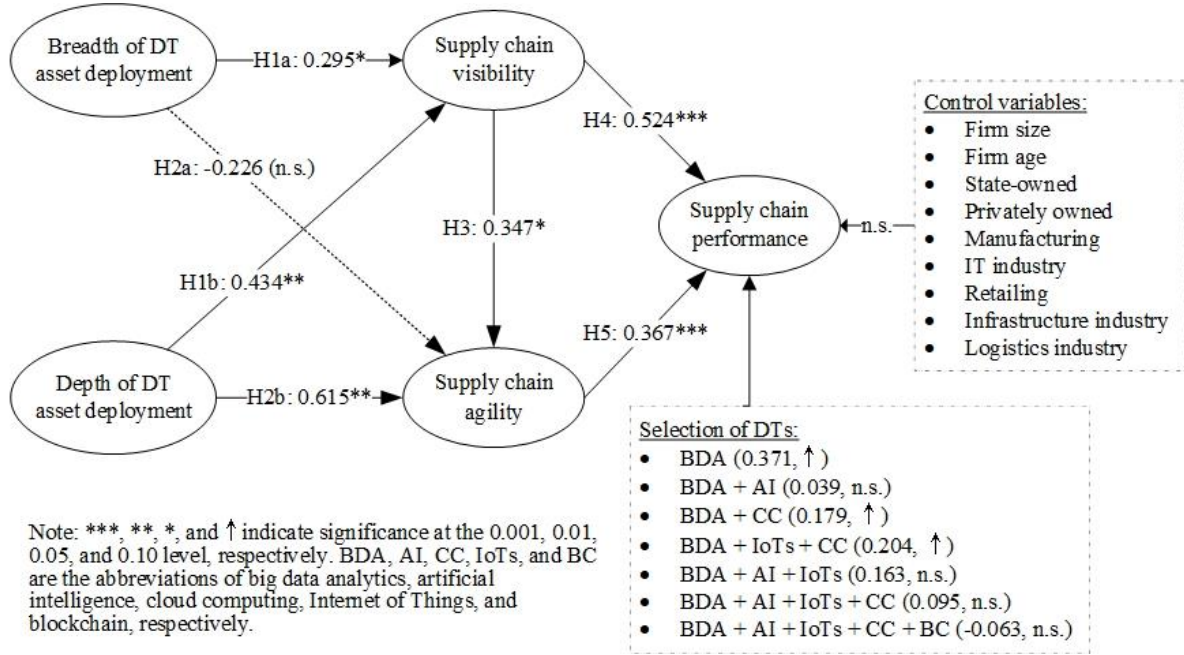 Breadth of DT
asset deployment
H1a: 0.295*
Supply chain
visibility
H4: 0.524***
H2a: -0.226 (n.s.)
H3: 0.347*
H1b: 0.434**
Supply chain
performance
n.s.
Control variables:
• Firm size
• Firm age
• State-owned
• Privately owned
• Manufacturing
• IT industry
• Retailing
• Infrastructure industry
• Logistics industry
H5: 0.367***
Depth of DT
asset deployment
H2b: 0.615**
Supply chain
agility
Selection of DTs:
• BDA (0.371, ↑)
• BDA + AI (0.039, n.s.)
• BDA + CC (0.179, ↑)
• BDA + IoTs + CC (0.204, ↑)
• BDA + AI + IoTs (0.163, n.s.)
• BDA + AI + IoTs + CC (0.095, n.s.)
• BDA + AI + IoTs + CC + BC (-0.063, n.s.)
Note: ***, **, *, and ↑ indicate significance at the 0.001, 0.01,
0.05, and 0.10 level, respectively. BDA, AI, CC, IoTs, and BC
are the abbreviations of big data analytics, artificial
intelligence, cloud computing, Internet of Things, and
blockchain, respectively.